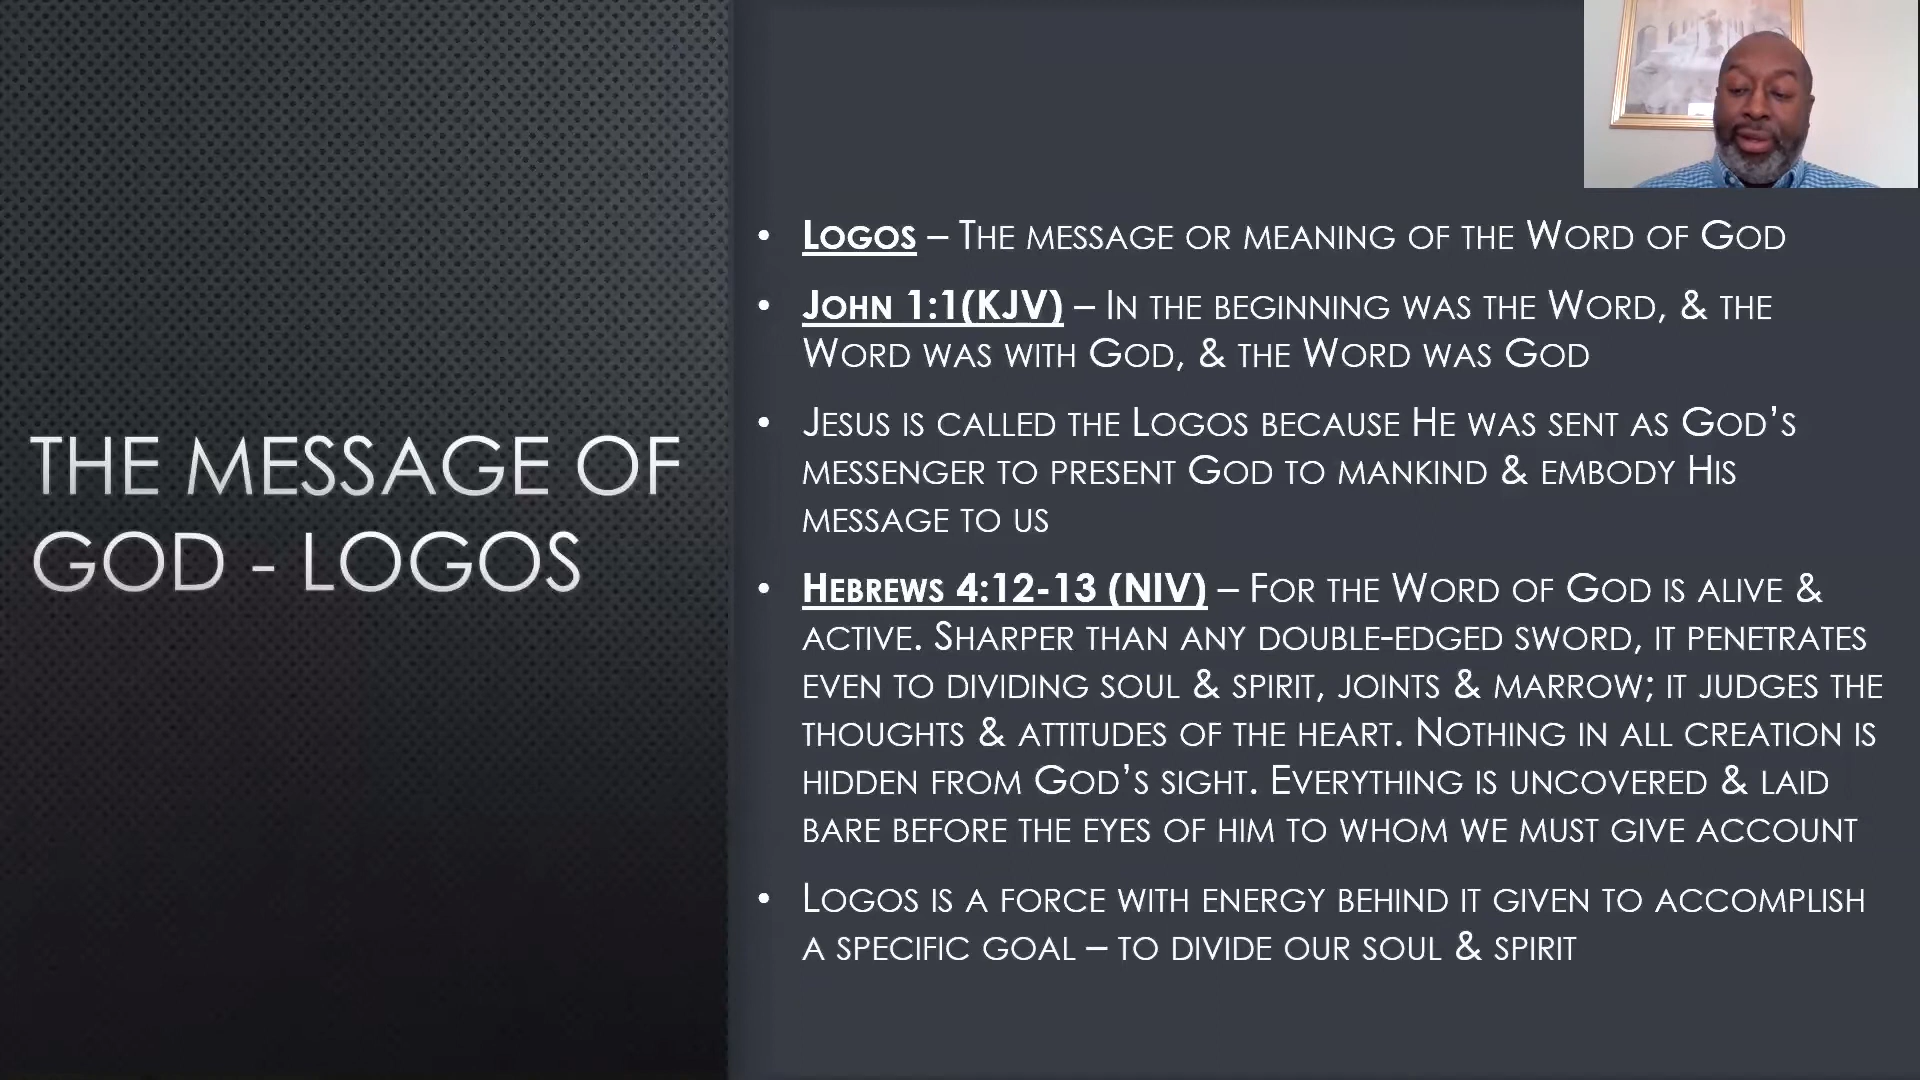 THE MESSAGE OF
GOD - LOGOS
• LOGOS – THE MESSAGE OR MEANING OF THE WORD OF GOD
• JOHN 1:1(KJV) – IN THE BEGINNING WAS THE WORD, & THE
WORD WAS WITH GOD, & THE WORD WAS GOD
• JESUS IS CALLED THE LOGOS BECAUSE HE WAS SENT AS GOD’S
MESSENGER TO PRESENT GOD TO MANKIND & EMBODY HIS
MESSAGE TO US
• HEBREWS 4:12-13 (NIV) – FOR THE WORD OF GOD IS ALIVE &
ACTIVE. SHARPER THAN ANY DOUBLE-EDGED SWORD, IT PENETRATES
EVEN TO DIVIDING SOUL & SPIRIT, JOINTS & MARROW; IT JUDGES THE
THOUGHTS & ATTITUDES OF THE HEART. NOTHING IN ALL CREATION IS
HIDDEN FROM GOD’S SIGHT. EVERYTHING IS UNCOVERED & LAID
BARE BEFORE THE EYES OF HIM TO WHOM WE MUST GIVE ACCOUNT
• LOGOS IS A FORCE WITH ENERGY BEHIND IT GIVEN TO ACCOMPLISH
A SPECIFIC GOAL – TO DIVIDE OUR SOUL & SPIRIT